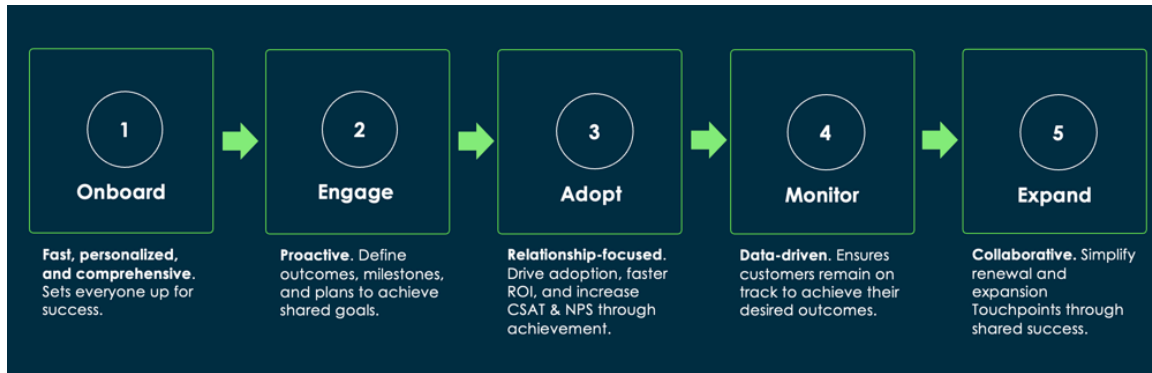 1
Onboard
Fast, personalized,
and comprehensive.
Sets everyone up for
success.
2
Engage
Proactive. Define
outcomes, milestones,
and plans to achieve
shared goals.
3
Adopt
Relationship-focused.
Drive adoption, faster
ROI, and increase
CSAT & NPS through
achievement.
4
Monitor
Data-driven. Ensures
customers remain on
track to achieve their
desired outcomes.
5
Expand
Collaborative. Simplify
renewal and
expansion
Touchpoints through
shared success.